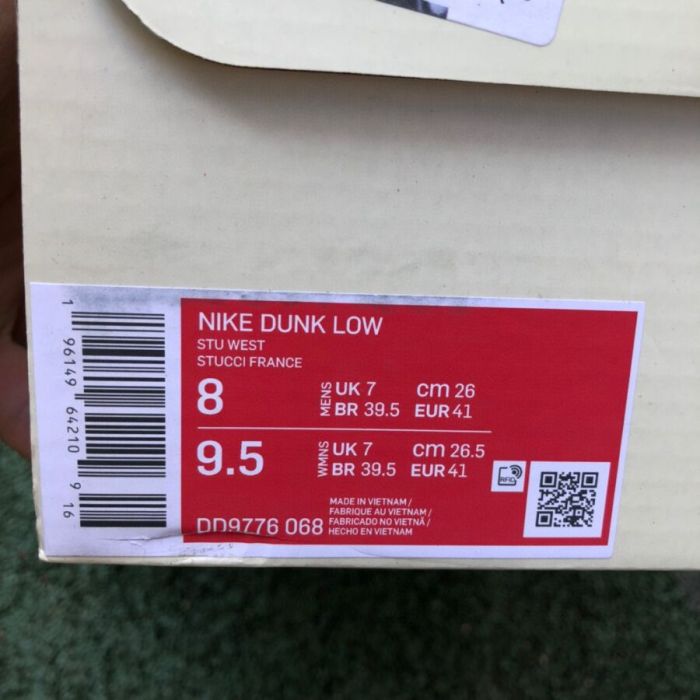 NIKE DUNK LOW
STU WEST
STUCCI FRANCE
8
MENS
UK 7 cm 26
BR 39.5 EUR 41
9.5
WMNS
UK 7 cm 26.5
BR 39.5 EUR 41
RFID
DD9776 068
MADE IN VIETNAM /
FABRIQUE AU VIETNAM /
FABRICADO NO VIETNÃ /
HECHO EN VIETNAM
1 96149 64210 9 16